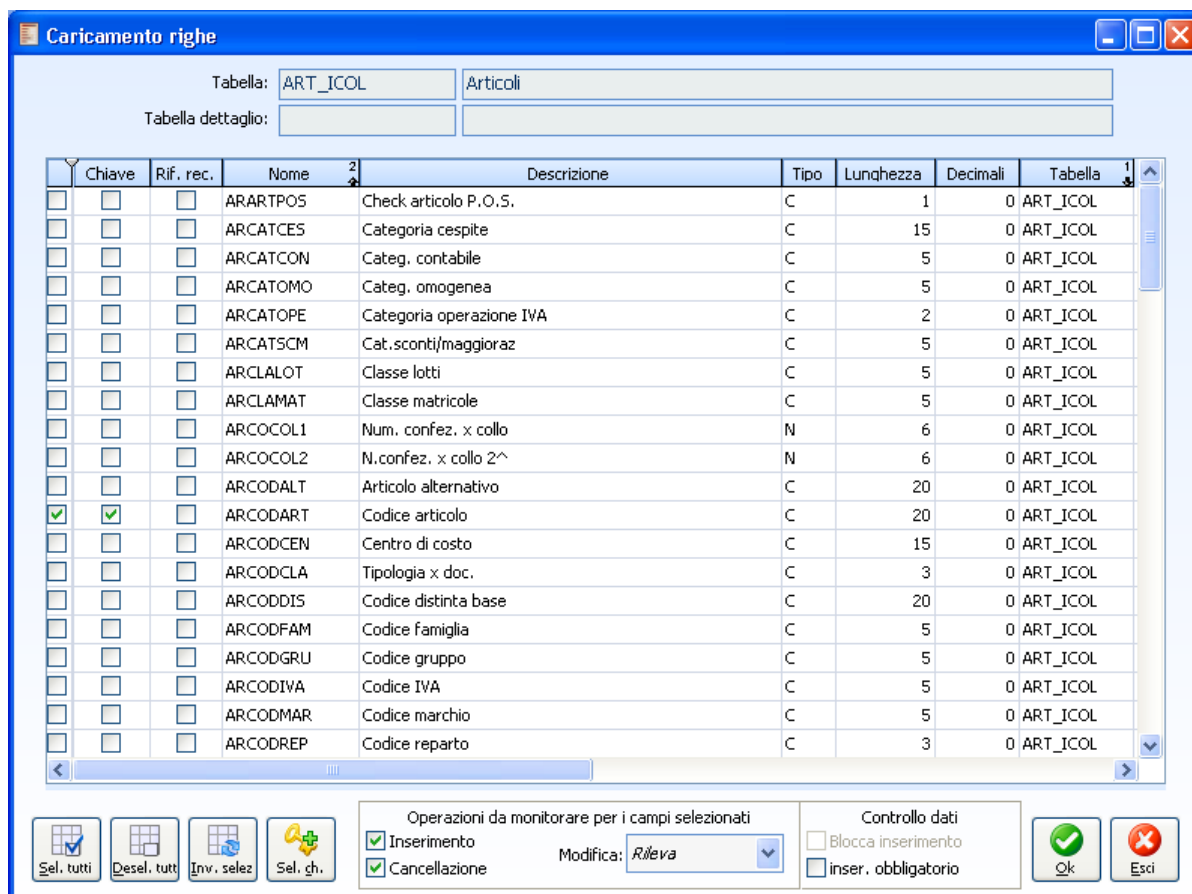 Caricamento righe
Tabella: ART_ICOL Articoli
Tabella dettaglio:
Chiave Rif. rec. Nome 2 Descrizione Tipo Lunghezza Decimali Tabella 1
ARARTPOS Check articolo P.O.S. C 1 0 ART_ICOL
ARCATCES Categoria cespite C 15 0 ART_ICOL
ARCATCON Categ. contabile C 5 0 ART_ICOL
ARCATOMO Categ. omogenea C 5 0 ART_ICOL
ARCATOPE Categoria operazione IVA C 2 0 ART_ICOL
ARCATSCM Cat.sconti/maggioraz C 5 0 ART_ICOL
ARCLALOT Classe lotti C 5 0 ART_ICOL
ARCLAMAT Classe matricole C 5 0 ART_ICOL
ARCOCOL1 Num. confez. x collo N 6 0 ART_ICOL
ARCOCOL2 N.confez. x collo 2^ N 6 0 ART_ICOL
ARCODALT Articolo alternativo C 20 0 ART_ICOL
ARCODART Codice articolo C 20 0 ART_ICOL
ARCODCEN Centro di costo C 15 0 ART_ICOL
ARCODCLA Tipologia x doc. C 3 0 ART_ICOL
ARCODDIS Codice distinta base C 20 0 ART_ICOL
ARCODFAM Codice famiglia C 5 0 ART_ICOL
ARCODGRU Codice gruppo C 5 0 ART_ICOL
ARCODIVA Codice IVA C 5 0 ART_ICOL
ARCODMAR Codice marchio C 5 0 ART_ICOL
ARCODREP Codice reparto C 3 0 ART_ICOL
Operazioni da monitorare per i campi selezionati Controllo dati
Inserimento Modifica: Rileva Blocca inserimento
Cancellazione inser. obbligatorio
Sel. tutti Desel. tutt Inv. selez Sel. ch. Ok Esci